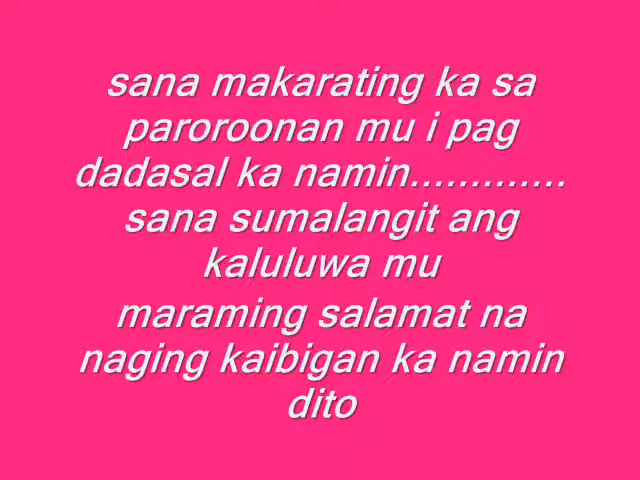 sana makarating ka sa
paroroonan mu i pag
dadasal ka namin.............
sana sumalangit ang
kaluluwa mu
maraming salamat na
naging kaibigan ka namin
dito